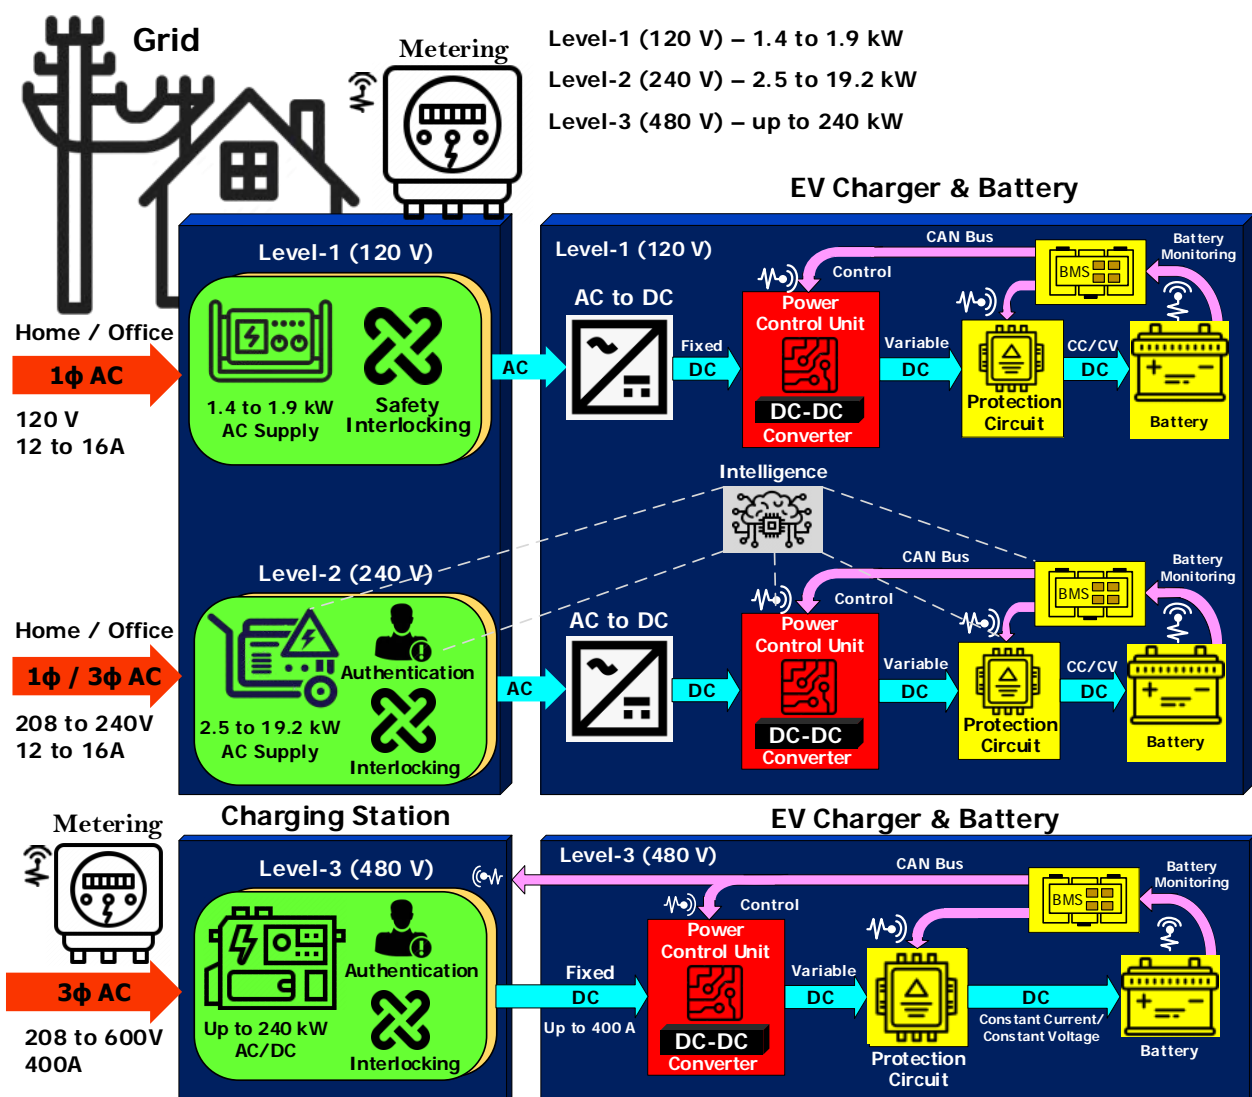 Grid
Metering
Level-1 (120 V) – 1.4 to 1.9 kW
Level-2 (240 V) – 2.5 to 19.2 kW
Level-3 (480 V) – up to 240 kW
EV Charger & Battery
Home / Office
1ϕ AC
120 V
12 to 16A
Level-1 (120 V)
1.4 to 1.9 kW
AC Supply
Safety
Interlocking
AC
Level-1 (120 V)
AC to DC
Fixed
DC
CAN Bus
Control
Power
Control Unit
DC-DC
Converter
Variable
DC
BMS
Battery
Monitoring
Protection
Circuit
CC/CV
DC
Battery
Intelligence
Home / Office
1ϕ / 3ϕ AC
208 to 240V
12 to 16A
Level-2 (240 V)
2.5 to 19.2 kW
AC Supply
Authentication
Interlocking
AC
AC to DC
DC
CAN Bus
Control
Power
Control Unit
DC-DC
Converter
Variable
DC
BMS
Battery
Monitoring
Protection
Circuit
CC/CV
DC
Battery
Metering
3ϕ AC
208 to 600V
400A
Charging Station
Level-3 (480 V)
Up to 240 kW
AC/DC
Authentication
Interlocking
EV Charger & Battery
Level-3 (480 V)
Fixed
DC
Up to 400 A
CAN Bus
Control
Power
Control Unit
DC-DC
Converter
Variable
DC
BMS
Battery
Monitoring
Protection
Circuit
DC
Constant Current/
Constant Voltage
Battery